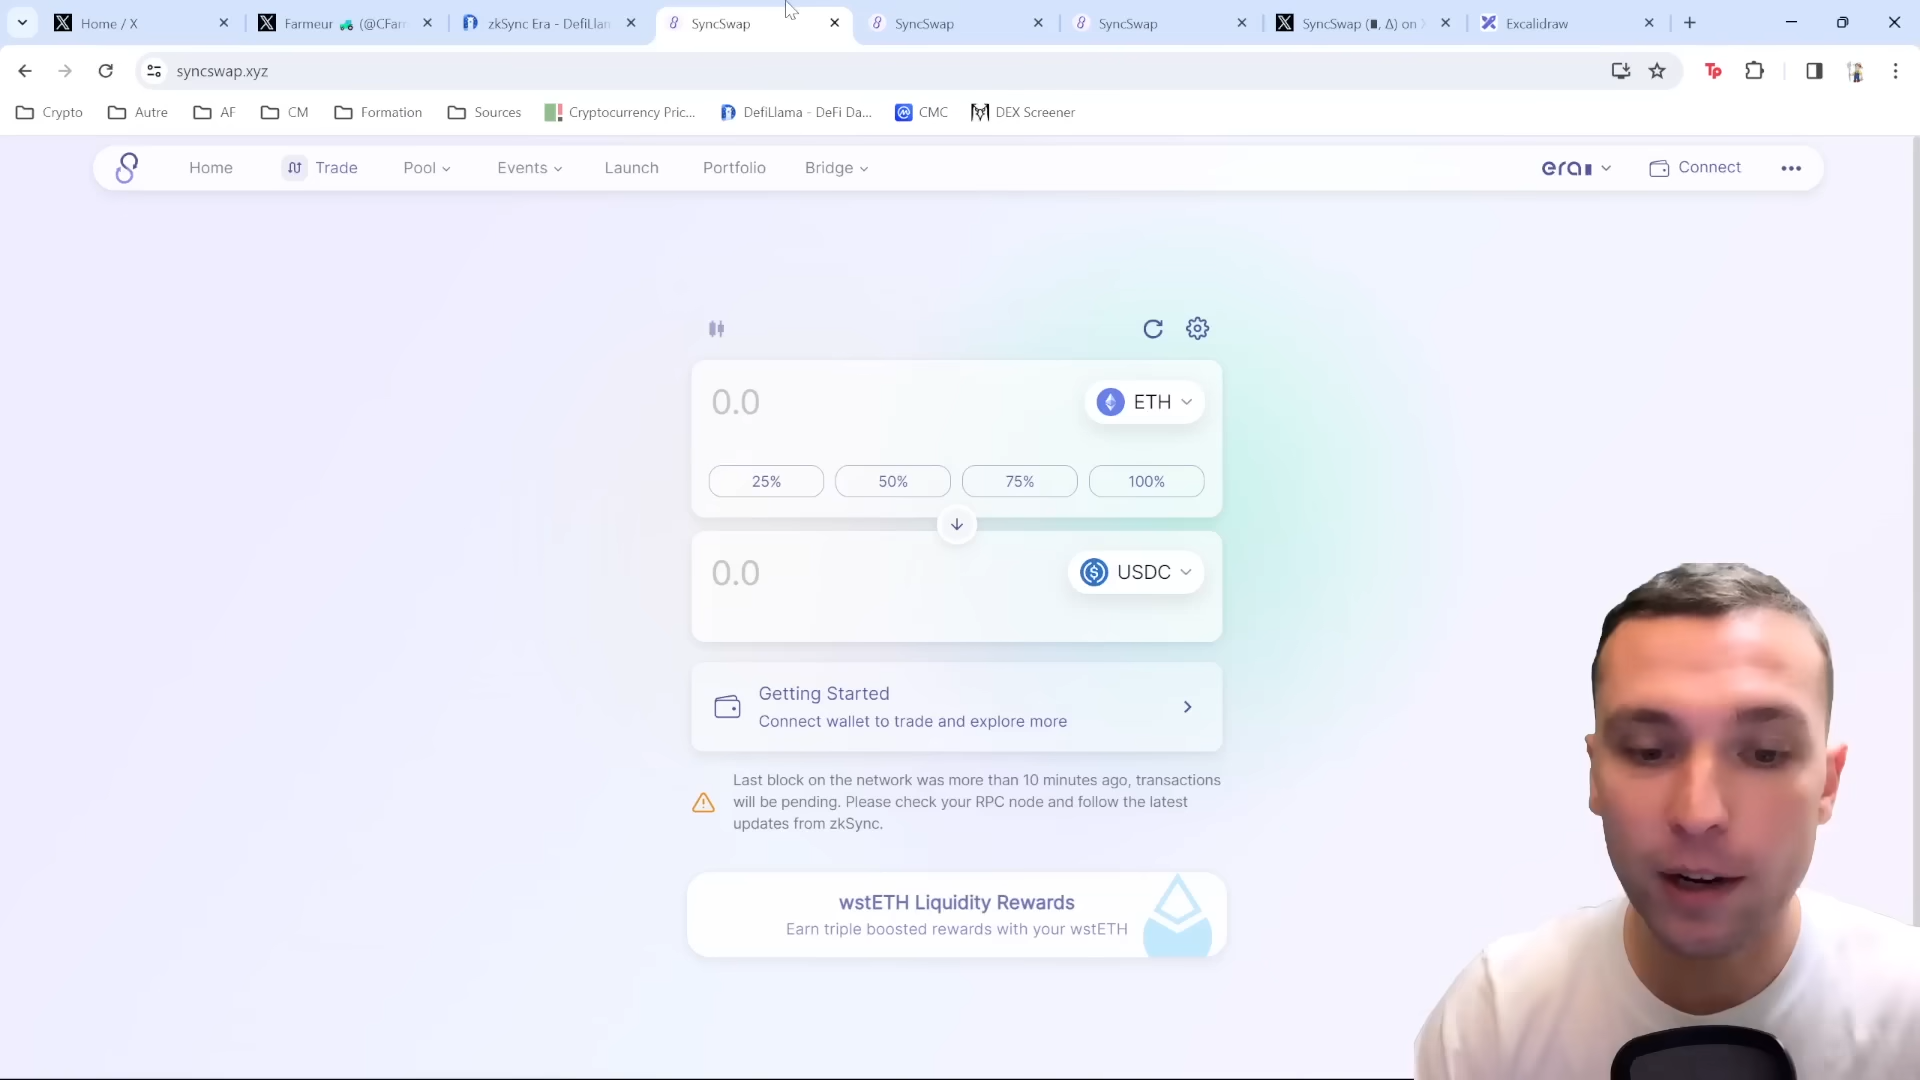 Home / X
Farmeur 🚜 (@CFar
zkSync Era - DefiLlan
SyncSwap
SyncSwap
SyncSwap
SyncSwap (∎, ∆) on
Excalidraw
syncswap.xyz
Crypto
Autre
AF
CM
Formation
Sources
Cryptocurrency Pric...
DefiLlama - DeFi Da...
CMC
DEX Screener
Home
Trade
Pool
Events
Launch
Portfolio
Bridge
era
Connect
0.0
ETH
25%
50%
75%
100%
0.0
USDC
Getting Started
Connect wallet to trade and explore more
Last block on the network was more than 10 minutes ago, transactions
will be pending. Please check your RPC node and follow the latest
updates from zkSync.
wstETH Liquidity Rewards
Earn triple boosted rewards with your wstETH